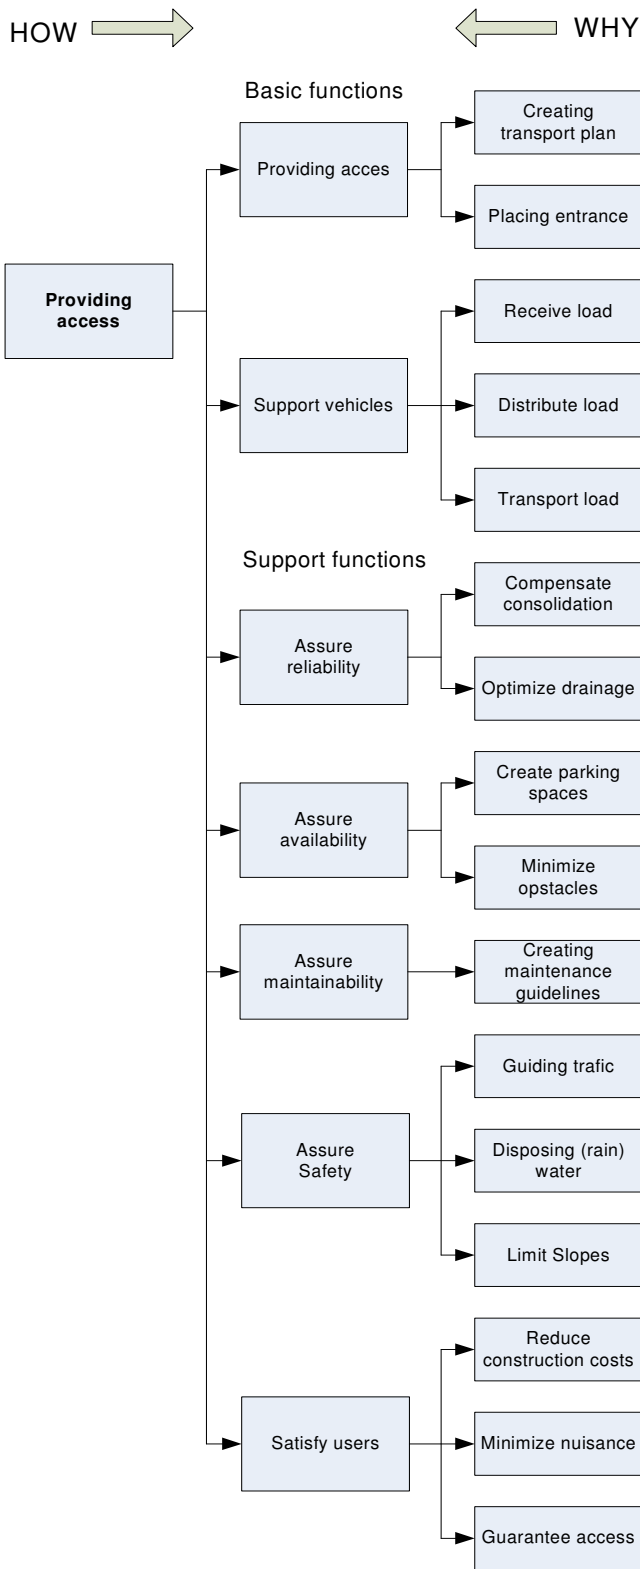 HOW
WHY
Basic functions
Creating
transport plan
Providing acces
Placing entrance
Providing
access
Receive load
Support vehicles
Distribute load
Transport load
Support functions
Compensate
consolidation
Assure
reliability
Optimize drainage
Create parking
spaces
Assure
availability
Minimize
opstacles
Assure
maintainability
Creating
maintenance
guidelines
Guiding trafic
Assure
Safety
Disposing (rain)
water
Limit Slopes
Reduce
construction costs
Satisfy users
Minimize nuisance
Guarantee access